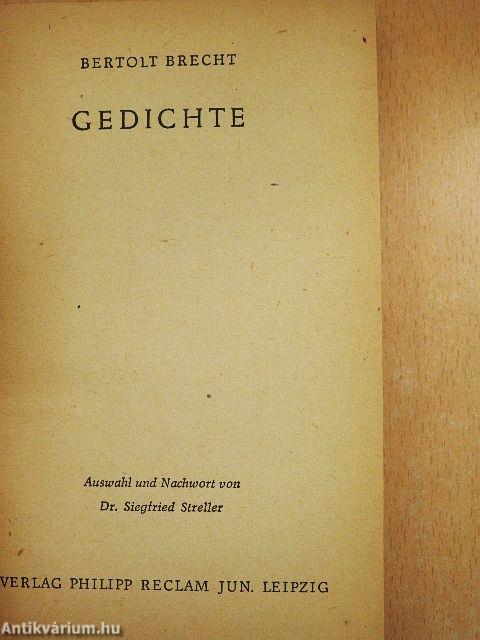 BERTOLT BRECHT
GEDICHTE
Auswahl und Nachwort von
Dr. Siegfried Streller
VERLAG PHILIPP RECLAM JUN. LEIPZIG
Antikvárium.hu